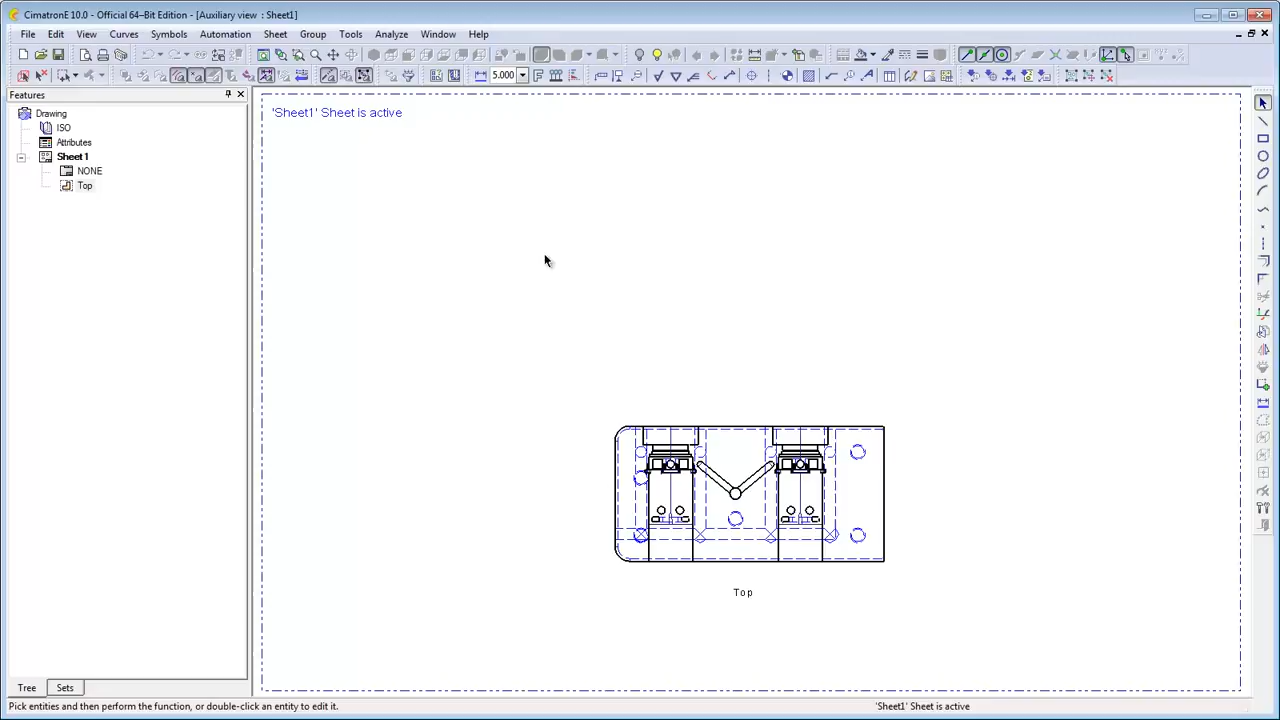 CimatronE 10.0 - Official 64-Bit Edition - [Auxiliary view : Sheet1]
File Edit View Curves Symbols Automation Sheet Group Tools Analyze Window Help
5.000
Features
Drawing
ISO
Attributes
Sheet1
NONE
Top
'Sheet1' Sheet is active
Top
Tree Sets
Pick entities and then perform the function, or double-click an entity to edit it. 'Sheet1' Sheet is active